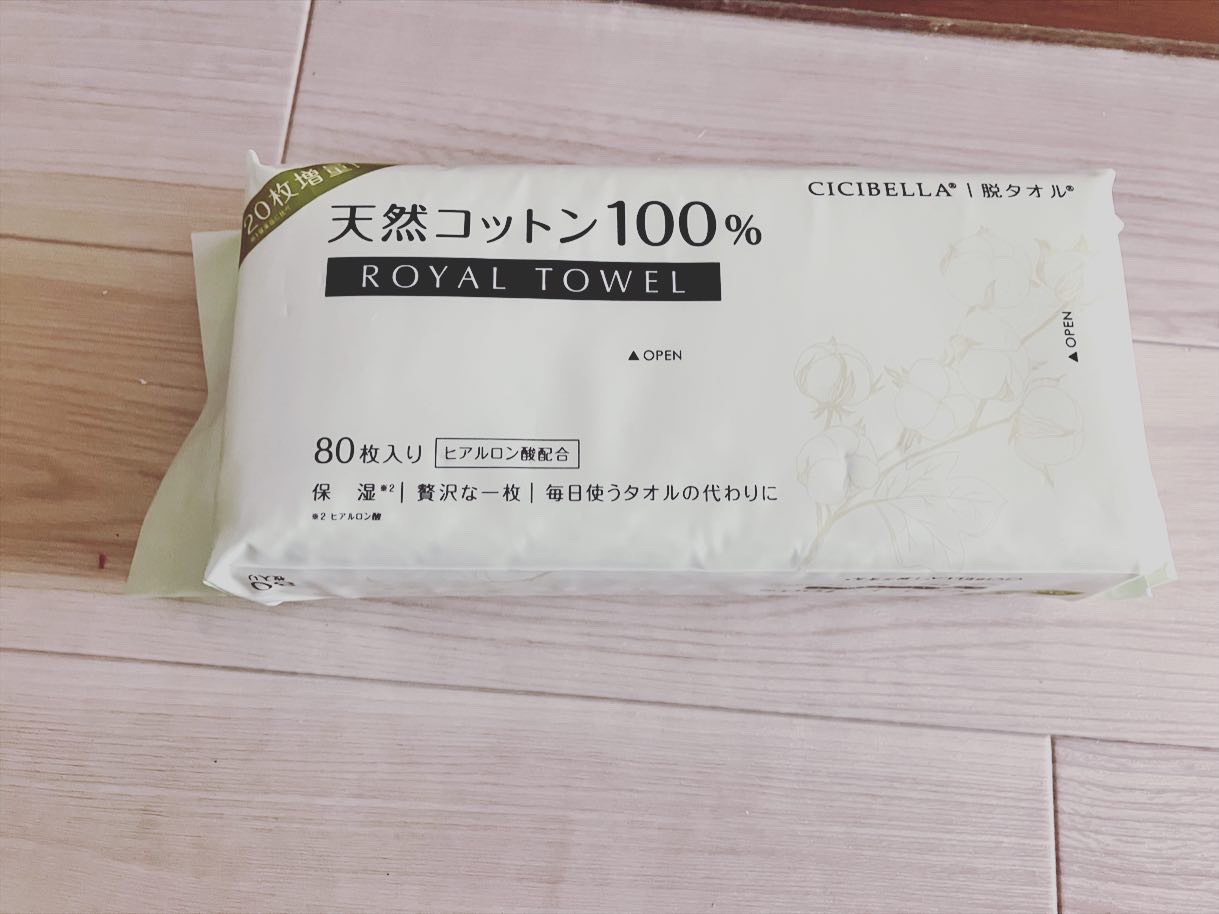 20枚増量!
CICIBELLA® | 脱タオル®
天然コットン100%
ROYAL TOWEL
▲ OPEN
▲ OPEN
80枚入り ヒアルロン酸配合
保 湿※2 | 贅沢な一枚 | 毎日使うタオルの代わりに
※2 ヒアルロン酸